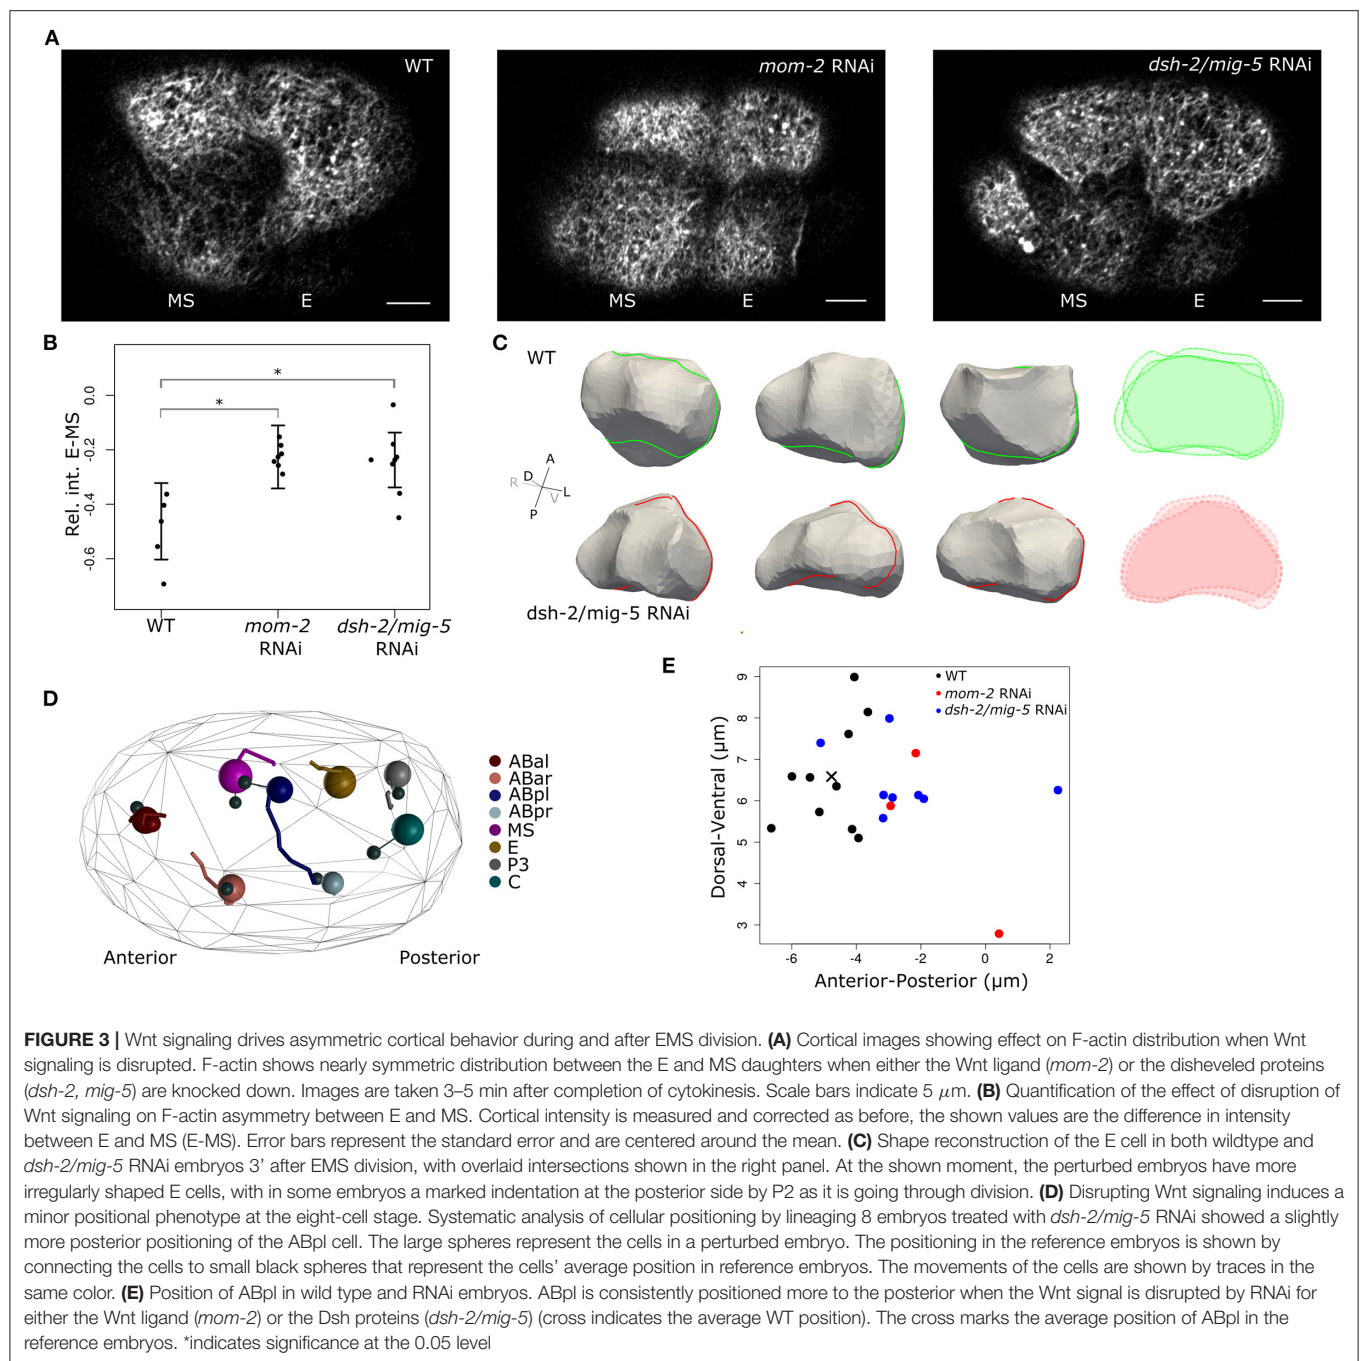 A
WT
mom-2 RNAi
dsh-2/mig-5 RNAi
MS
E
MS
E
MS
E
B
Rel. int. E-MS
0.0
-0.2
-0.4
-0.6
*
*
WT
mom-2
RNAi
dsh-2/mig-5
RNAi
C
WT
A
D
R
L
V
P
dsh-2/mig-5 RNAi
D
ABal
ABar
ABpl
ABpr
MS
E
P3
C
Anterior
Posterior
E
WT
mom-2 RNAi
dsh-2/mig-5 RNAi
Dorsal-Ventral (µm)
9
8
7
6
5
4
3
-6
-4
-2
0
2
Anterior-Posterior (µm)
FIGURE 3 | Wnt signaling drives asymmetric cortical behavior during and after EMS division. (A) Cortical images showing effect on F-actin distribution when Wnt
signaling is disrupted. F-actin shows nearly symmetric distribution between the E and MS daughters when either the Wnt ligand (mom-2) or the disheveled proteins
(dsh-2, mig-5) are knocked down. Images are taken 3–5 min after completion of cytokinesis. Scale bars indicate 5 µm. (B) Quantification of the effect of disruption of
Wnt signaling on F-actin asymmetry between E and MS. Cortical intensity is measured and corrected as before, the shown values are the difference in intensity
between E and MS (E-MS). Error bars represent the standard error and are centered around the mean. (C) Shape reconstruction of the E cell in both wildtype and
dsh-2/mig-5 RNAi embryos 3' after EMS division, with overlaid intersections shown in the right panel. At the shown moment, the perturbed embryos have more
irregularly shaped E cells, with in some embryos a marked indentation at the posterior side by P2 as it is going through division. (D) Disrupting Wnt signaling induces a
minor positional phenotype at the eight-cell stage. Systematic analysis of cellular positioning by lineaging 8 embryos treated with dsh-2/mig-5 RNAi showed a slightly
more posterior positioning of the ABpl cell. The large spheres represent the cells in a perturbed embryo. The positioning in the reference embryos is shown by
connecting the cells to small black spheres that represent the cells' average position in reference embryos. The movements of the cells are shown by traces in the
same color. (E) Position of ABpl in wild type and RNAi embryos. ABpl is consistently positioned more to the posterior when the Wnt signal is disrupted by RNAi for
either the Wnt ligand (mom-2) or the Dsh proteins (dsh-2/mig-5) (cross indicates the average WT position). The cross marks the average position of ABpl in the
reference embryos. *indicates significance at the 0.05 level